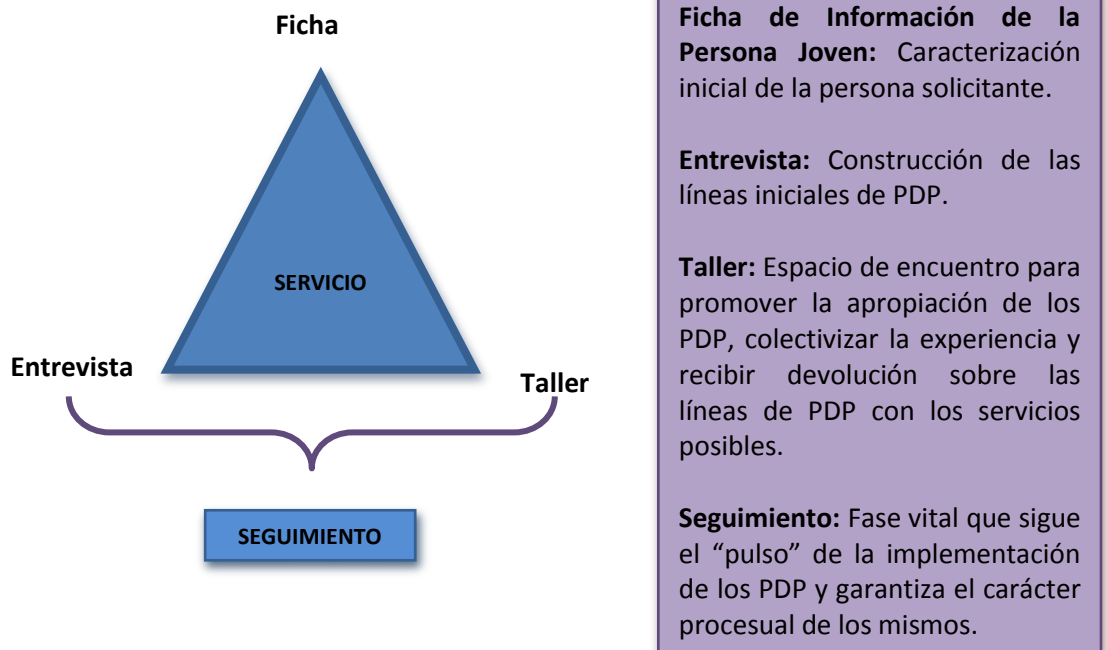 Ficha
SERVICIO
Entrevista
Taller
SEGUIMIENTO
Ficha de Información de la
Persona Joven: Caracterización
inicial de la persona solicitante.
Entrevista: Construcción de las
líneas iniciales de PDP.
Taller: Espacio de encuentro para
promover la apropiación de los
PDP, colectivizar la experiencia y
recibir devolución sobre las
líneas de PDP con los servicios
posibles.
Seguimiento: Fase vital que sigue
el “pulso” de la implementación
de los PDP y garantiza el carácter
procesual de los mismos.